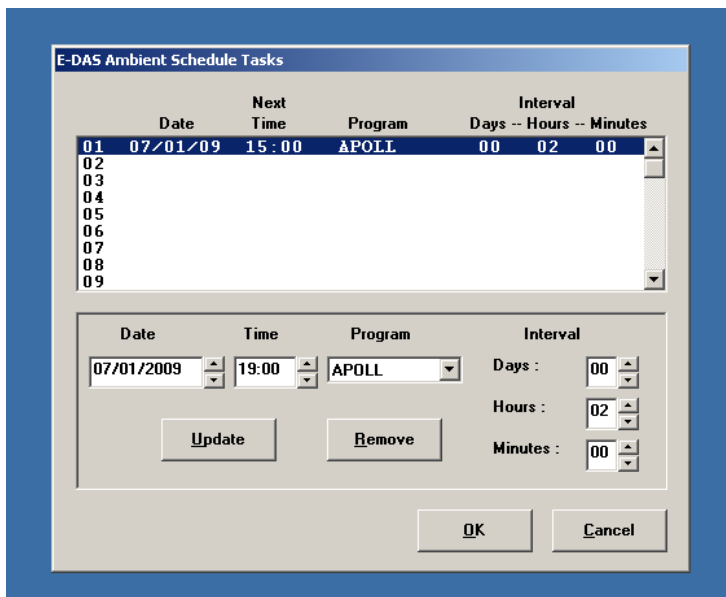 E-DAS Ambient Schedule Tasks
Next Interval
Date Time Program Days -- Hours -- Minutes
01 07/01/09 15:00 APOLL 00 02 00
02
03
04
05
06
07
08
09
Date Time Program Interval
07/01/2009 19:00 APOLL Days : 00
Hours : 02
Update Remove Minutes : 00
OK Cancel